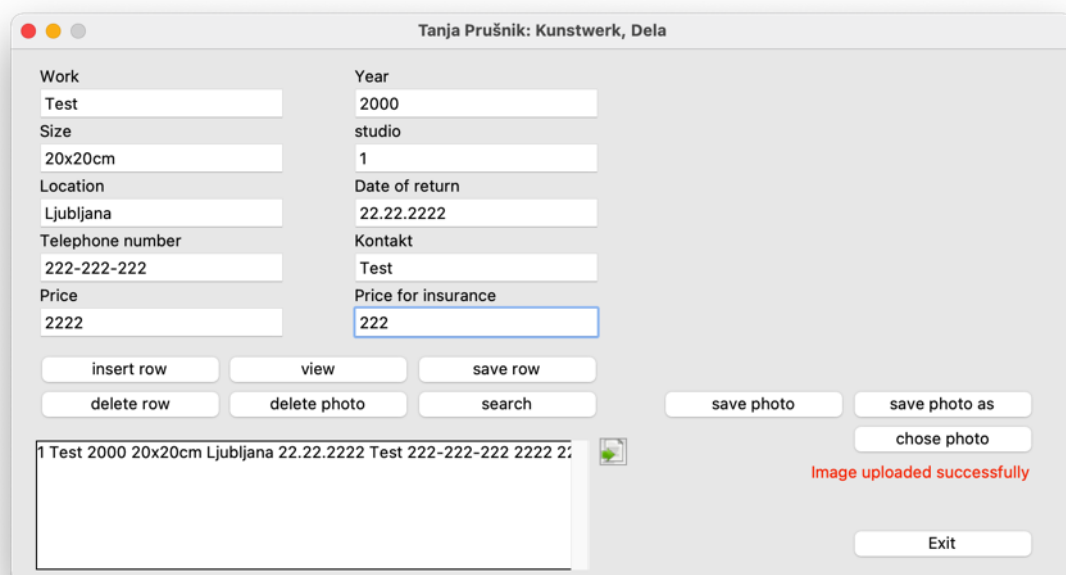 Tanja Prušnik: Kunstwerk, Dela
Work Year
Test 2000
Size studio
20x20cm 1
Location Date of return
Ljubljana 22.22.2222
Telephone number Kontakt
222-222-222 Test
Price Price for insurance
2222 222
insert row view save row
delete row delete photo search save photo save photo as
chose photo
1 Test 2000 20x20cm Ljubljana 22.22.2222 Test 222-222-222 2222 22
Image uploaded successfully
Exit